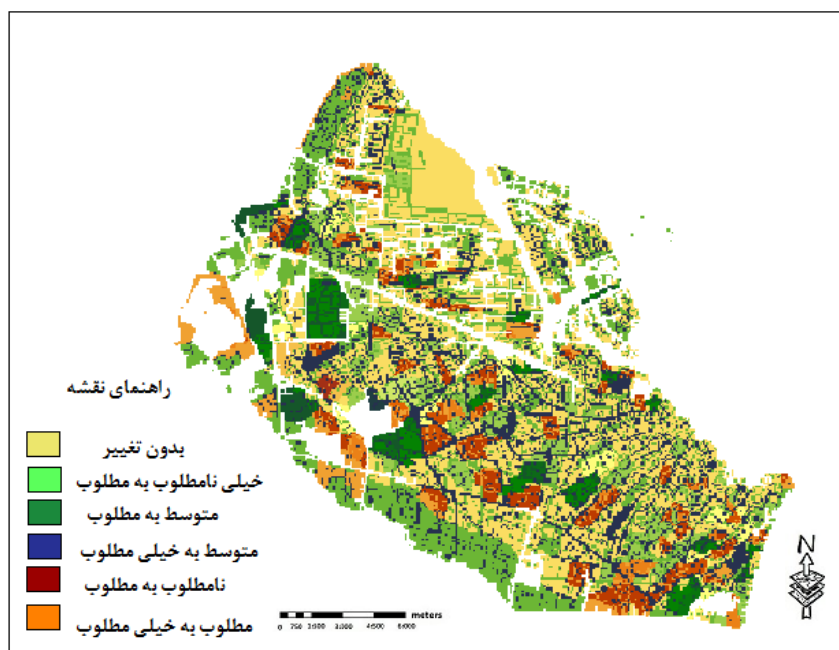 راهنمای نقشه
بدون تغییر
خیلی نامطلوب به مطلوب
متوسط به مطلوب
متوسط به خیلی مطلوب
نامطلوب به مطلوب
مطلوب به خیلی مطلوب
N
meters
0 750 1:500 3:000 4:500 6:000